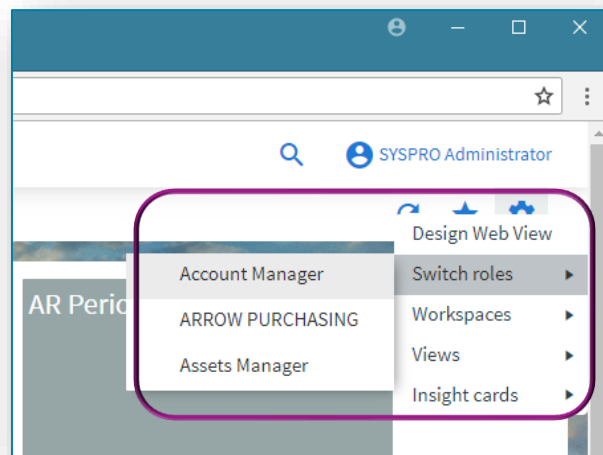 SYSPRO Administrator
Design Web View
Account Manager
Switch roles
AR Perio
ARROW PURCHASING
Workspaces
Assets Manager
Views
Insight cards